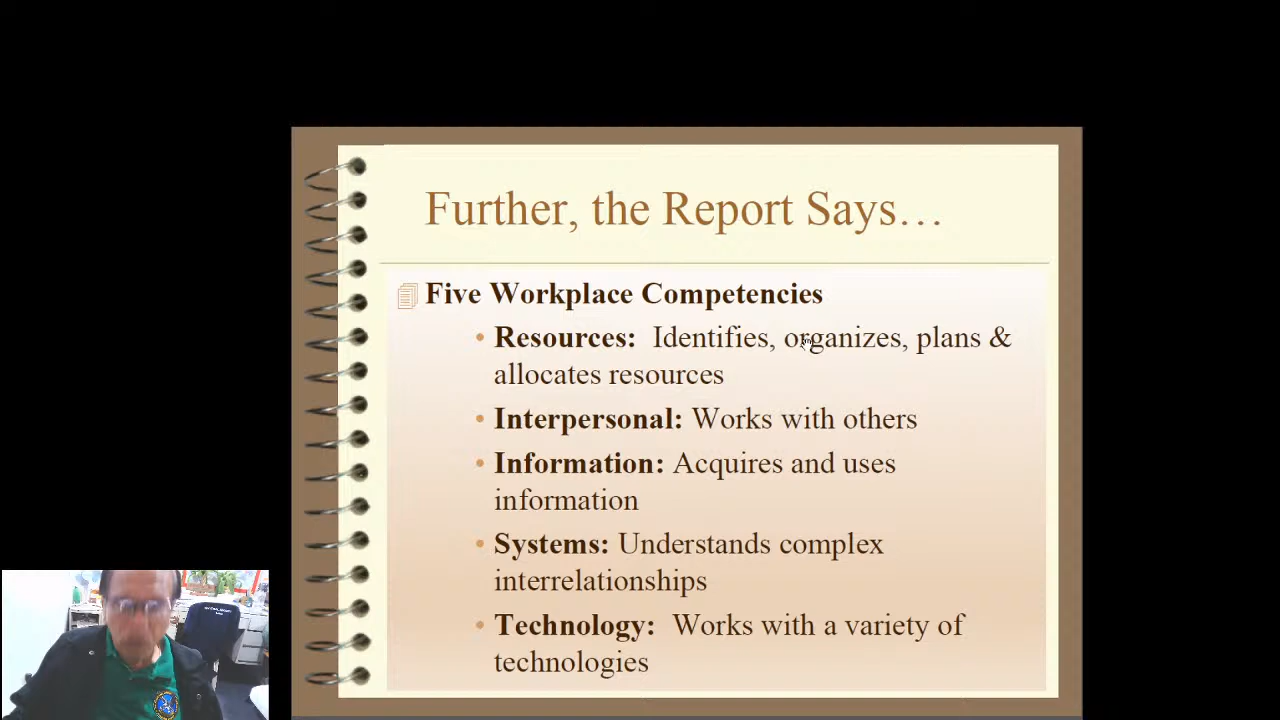 Further, the Report Says…
Five Workplace Competencies
• Resources: Identifies, organizes, plans &
allocates resources
• Interpersonal: Works with others
• Information: Acquires and uses
information
• Systems: Understands complex
interrelationships
• Technology: Works with a variety of
technologies